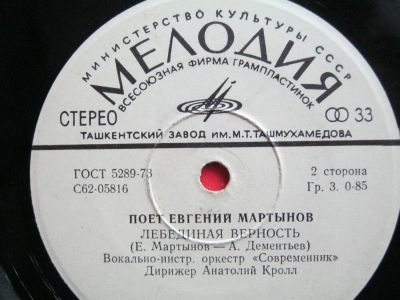 МИНИСТЕРСТВО КУЛЬТУРЫ СССР
МЕЛОДИЯ
ВСЕСОЮЗНАЯ ФИРМА ГРАМПЛАСТИНОК
СТЕРЕО
33
ТАШКЕНТСКИЙ ЗАВОД ИМ. М.Т. ТАШМУХАМЕДОВА
ГОСТ 5289-73
2 сторона
С62-05816
Гр. 3. 0-85
ПОЕТ ЕВГЕНИЙ МАРТЫНОВ
ЛЕБЕДИНАЯ ВЕРНОСТЬ
(Е. Мартынов — А. Дементьев)
Вокально-инстр. оркестр «Современник»
Дирижер Анатолий Кролл